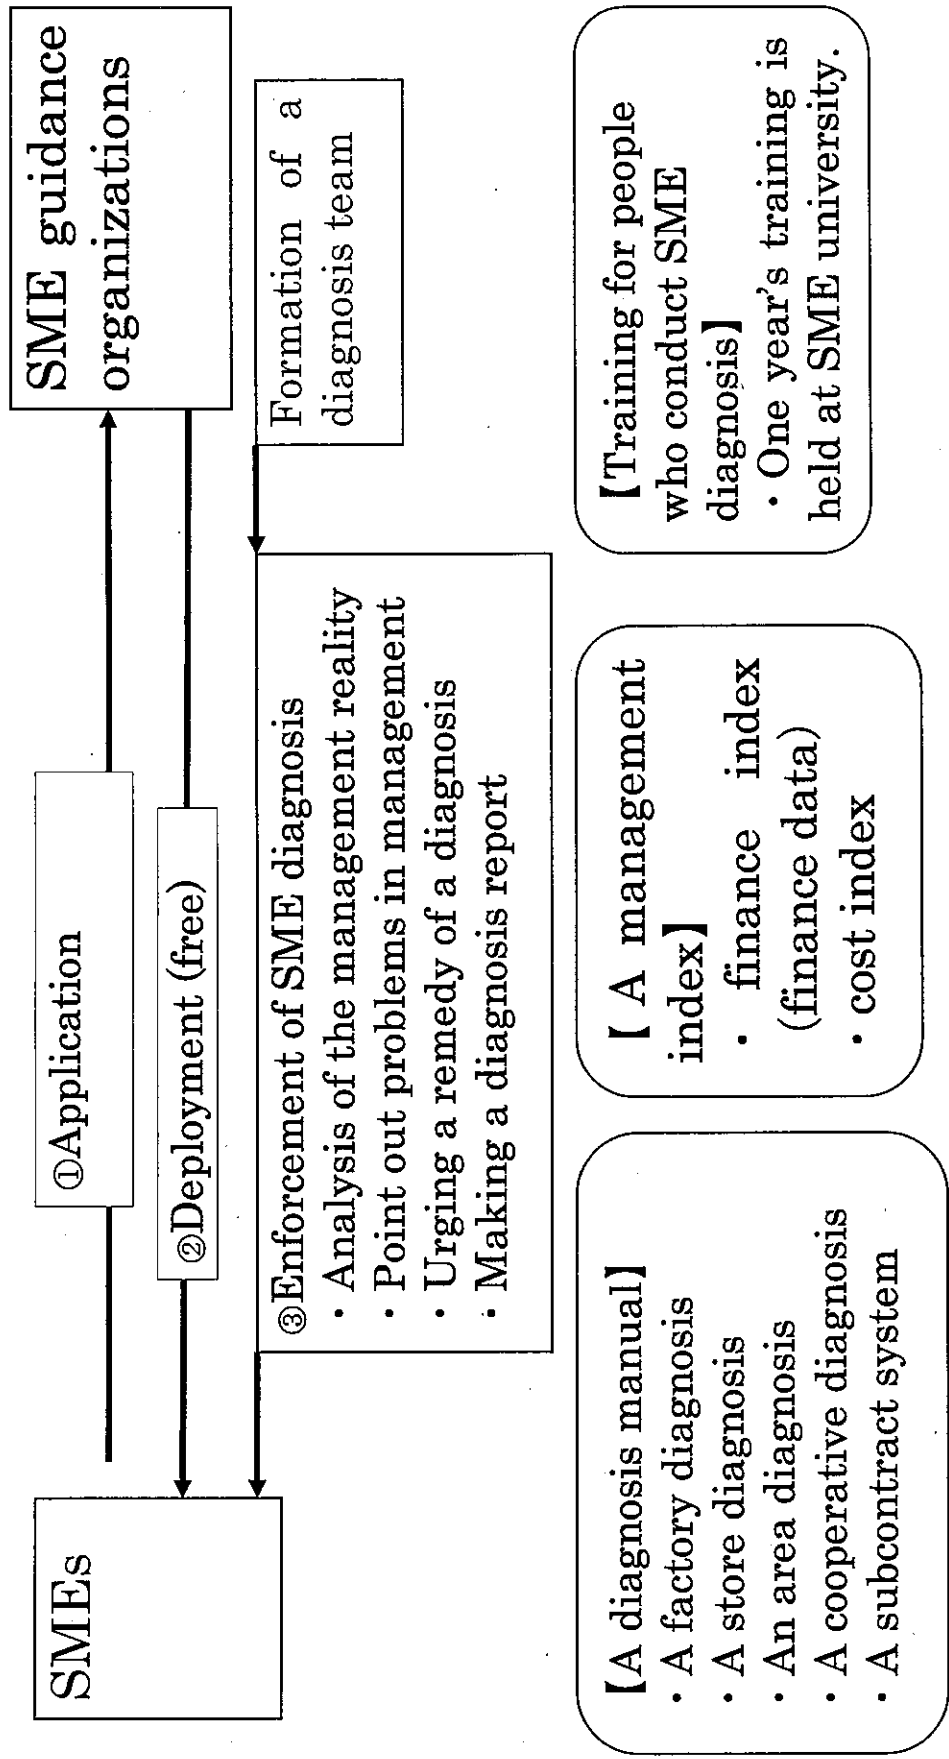 SMEs
①Application
②Deployment (free)
SME guidance
organizations
③Enforcement of SME diagnosis
・Analysis of the management reality
・Point out problems in management
・Urging a remedy of a diagnosis
・Making a diagnosis report
Formation of a
diagnosis team
【A diagnosis manual】
・A factory diagnosis
・A store diagnosis
・An area diagnosis
・A cooperative diagnosis
・A subcontract system
【A management
index】
・finance index
(finance data)
・cost index
【Training for people
who conduct SME
diagnosis】
・One year's training is
held at SME university.